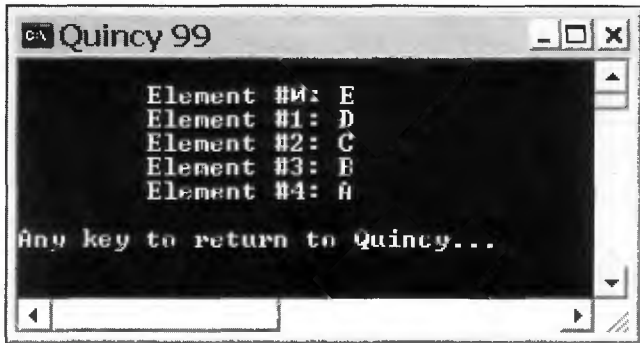 Quincy 99
Element #0: E
Element #1: D
Element #2: C
Element #3: B
Element #4: A
Any key to return to Quincy...